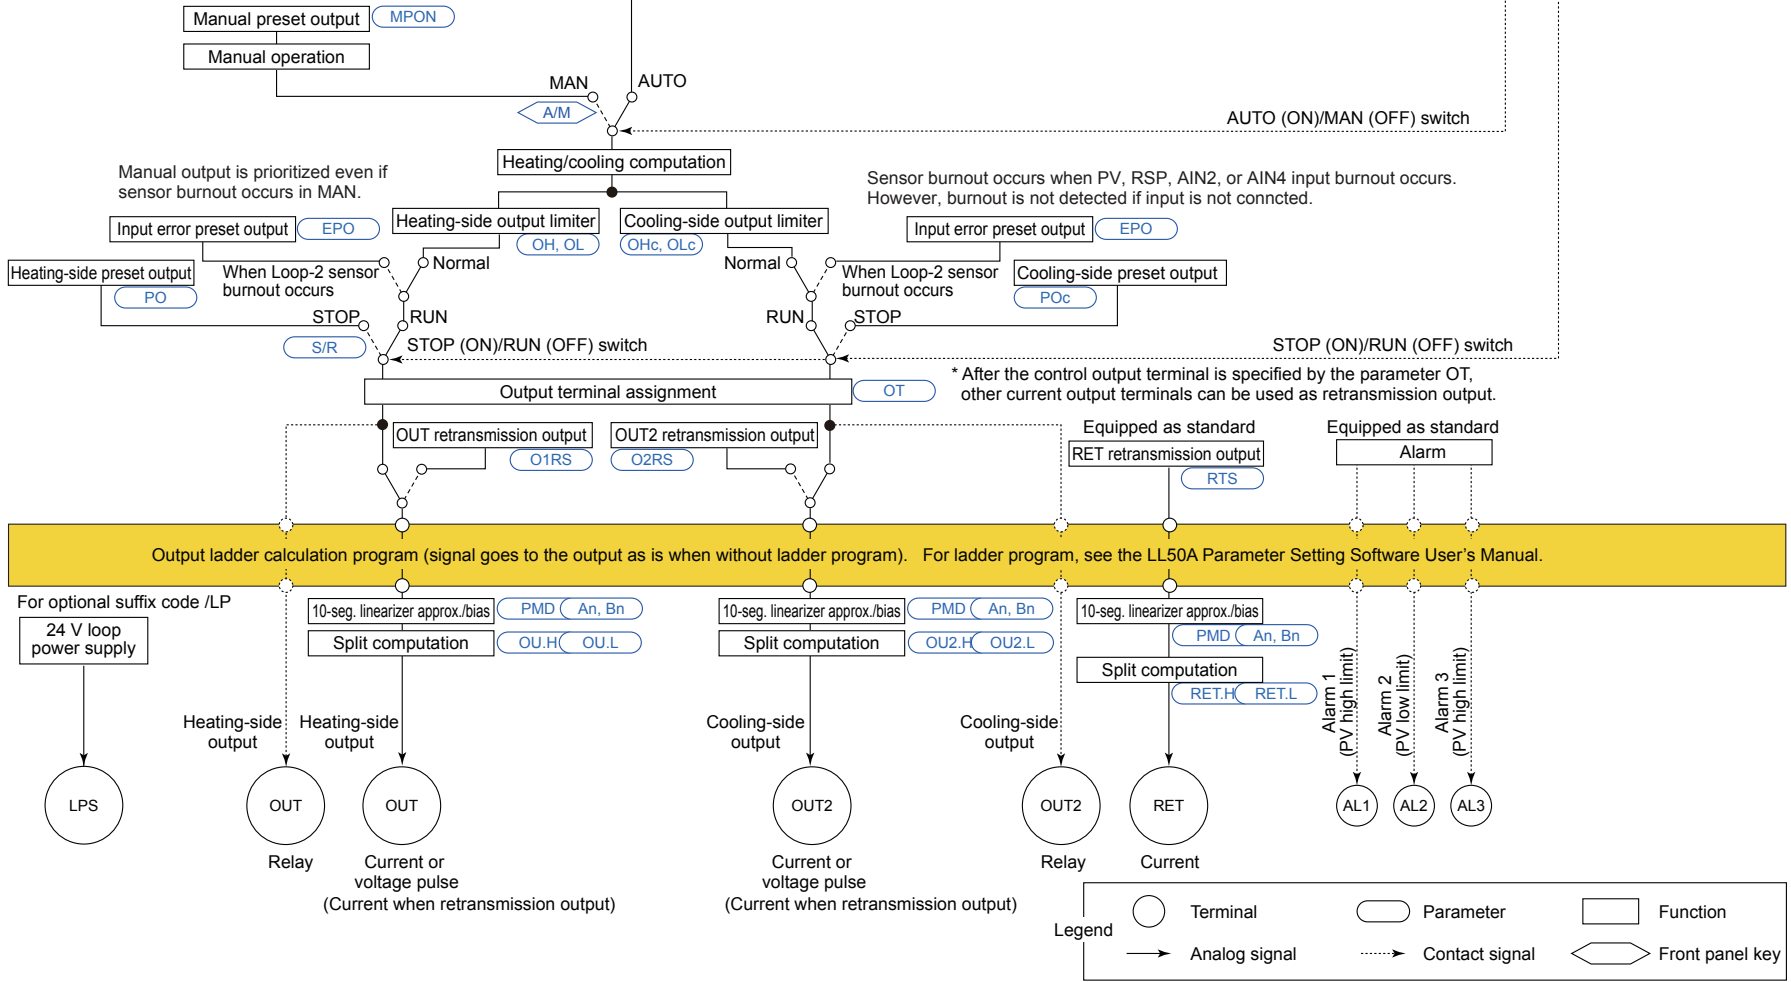 Manual preset output
MPON
Manual operation
MAN
AUTO
A/M
AUTO (ON)/MAN (OFF) switch
Heating/cooling computation
Manual output is prioritized even if
sensor burnout occurs in MAN.
Sensor burnout occurs when PV, RSP, AIN2, or AIN4 input burnout occurs.
However, burnout is not detected if input is not conncted.
Input error preset output
EPO
Heating-side output limiter
Cooling-side output limiter
Input error preset output
EPO
OH, OL
OHc, OLc
Heating-side preset output
PO
When Loop-2 sensor
burnout occurs
Normal
Normal
When Loop-2 sensor
burnout occurs
Cooling-side preset output
POc
STOP
RUN
RUN
STOP
S/R
STOP (ON)/RUN (OFF) switch
STOP (ON)/RUN (OFF) switch
Output terminal assignment
OT
* After the control output terminal is specified by the parameter OT,
other current output terminals can be used as retransmission output.
OUT retransmission output
O1RS
OUT2 retransmission output
O2RS
Equipped as standard
RET retransmission output
RTS
Equipped as standard
Alarm
Output ladder calculation program (signal goes to the output as is when without ladder program). For ladder program, see the LL50A Parameter Setting Software User's Manual.
For optional suffix code /LP
24 V loop
power supply
10-seg. linearizer approx./bias
PMD
An, Bn
Split computation
OU.H
OU.L
10-seg. linearizer approx./bias
PMD
An, Bn
Split computation
OU2.H
OU2.L
10-seg. linearizer approx./bias
PMD
An, Bn
Split computation
RET.H
RET.L
Alarm 1
(PV high limit)
Alarm 2
(PV low limit)
Alarm 3
(PV high limit)
Heating-side
output
Heating-side
output
Cooling-side
output
Cooling-side
output
LPS
OUT
OUT
OUT2
OUT2
RET
AL1
AL2
AL3
Relay
Current or
voltage pulse
(Current when retransmission output)
Current or
voltage pulse
(Current when retransmission output)
Relay
Current
Legend
Terminal
Parameter
Function
Analog signal
Contact signal
Front panel key